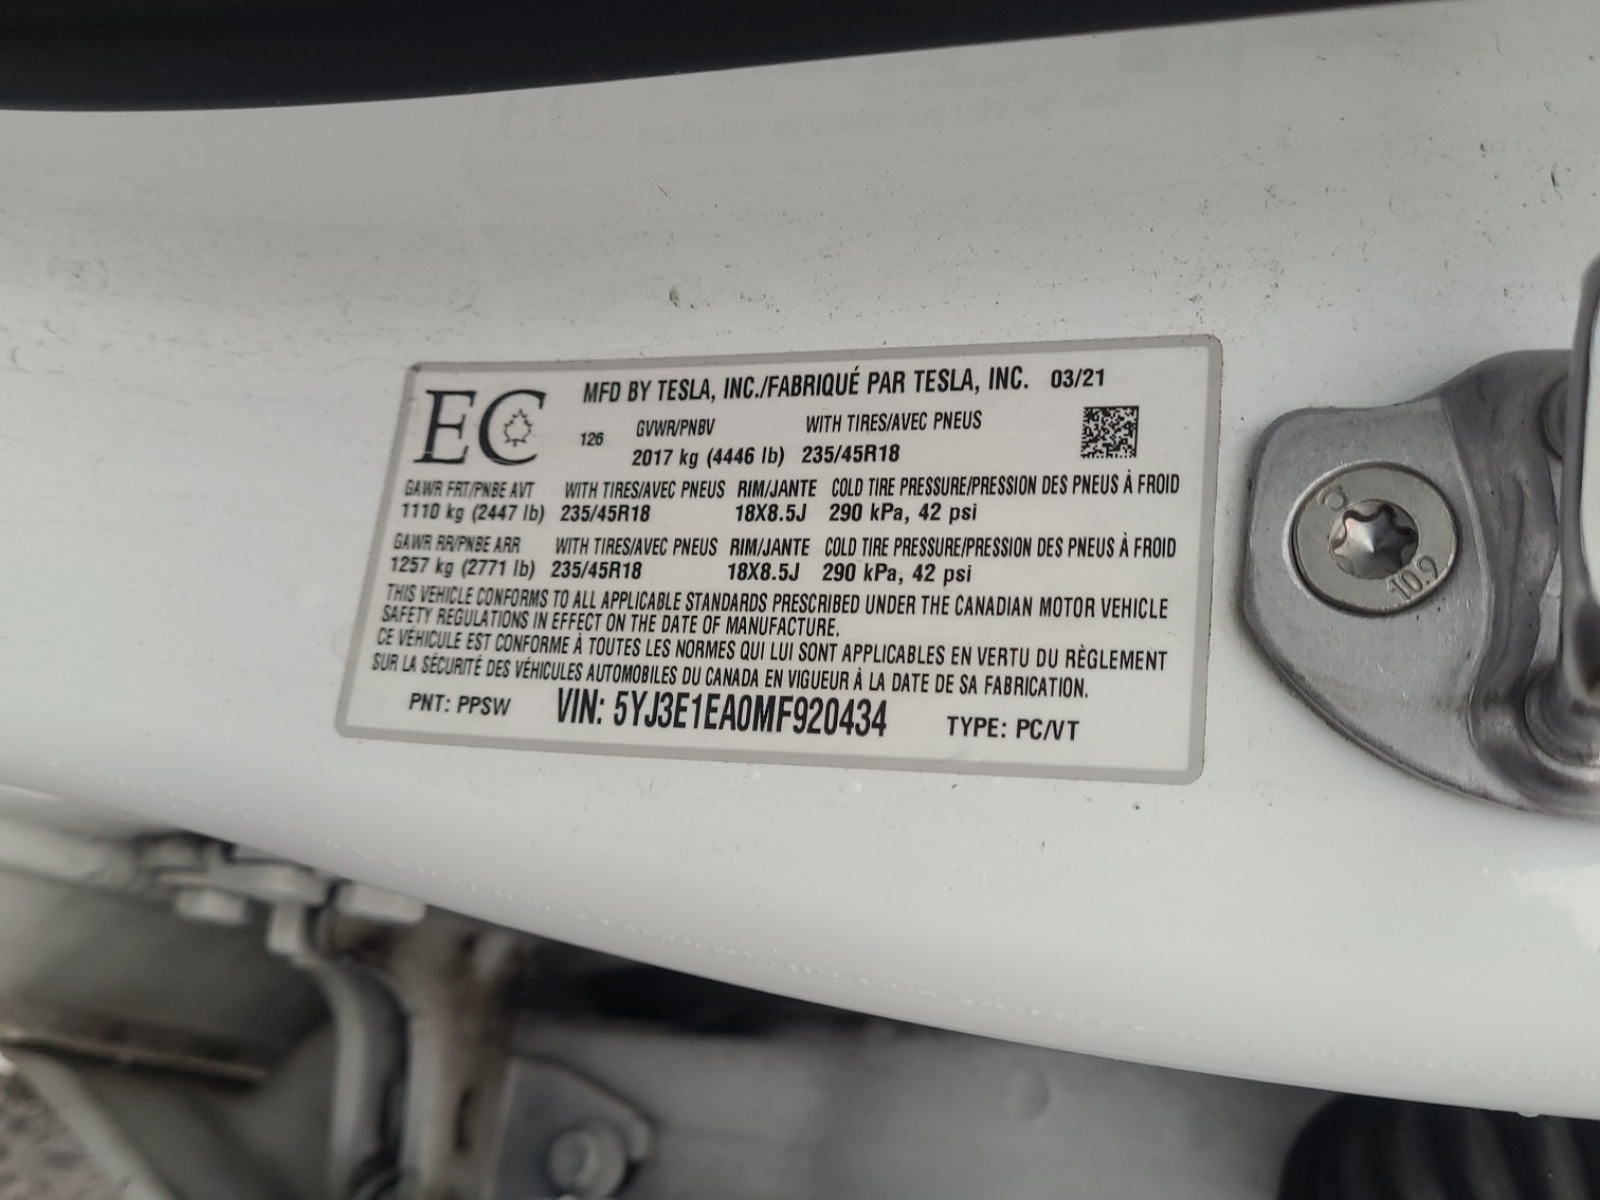 EC
MFD BY TESLA, INC./FABRIQUÉ PAR TESLA, INC. 03/21
126 GVWR/PNBV WITH TIRES/AVEC PNEUS
2017 kg (4446 lb) 235/45R18
GAWR FRT/PNBE AVT WITH TIRES/AVEC PNEUS RIM/JANTE COLD TIRE PRESSURE/PRESSION DES PNEUS À FROID
1110 kg (2447 lb) 235/45R18 18X8.5J 290 kPa, 42 psi
GAWR RR/PNBE ARR WITH TIRES/AVEC PNEUS RIM/JANTE COLD TIRE PRESSURE/PRESSION DES PNEUS À FROID
1257 kg (2771 lb) 235/45R18 18X8.5J 290 kPa, 42 psi
THIS VEHICLE CONFORMS TO ALL APPLICABLE STANDARDS PRESCRIBED UNDER THE CANADIAN MOTOR VEHICLE
SAFETY REGULATIONS IN EFFECT ON THE DATE OF MANUFACTURE.
CE VÉHICULE EST CONFORME À TOUTES LES NORMES QUI LUI SONT APPLICABLES EN VERTU DU RÈGLEMENT
SUR LA SÉCURITÉ DES VÉHICULES AUTOMOBILES DU CANADA EN VIGUEUR À LA DATE DE SA FABRICATION.
PNT: PPSW VIN: 5YJ3E1EA0MF920434 TYPE: PC/VT
10.9